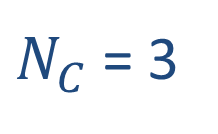 N_C = 3